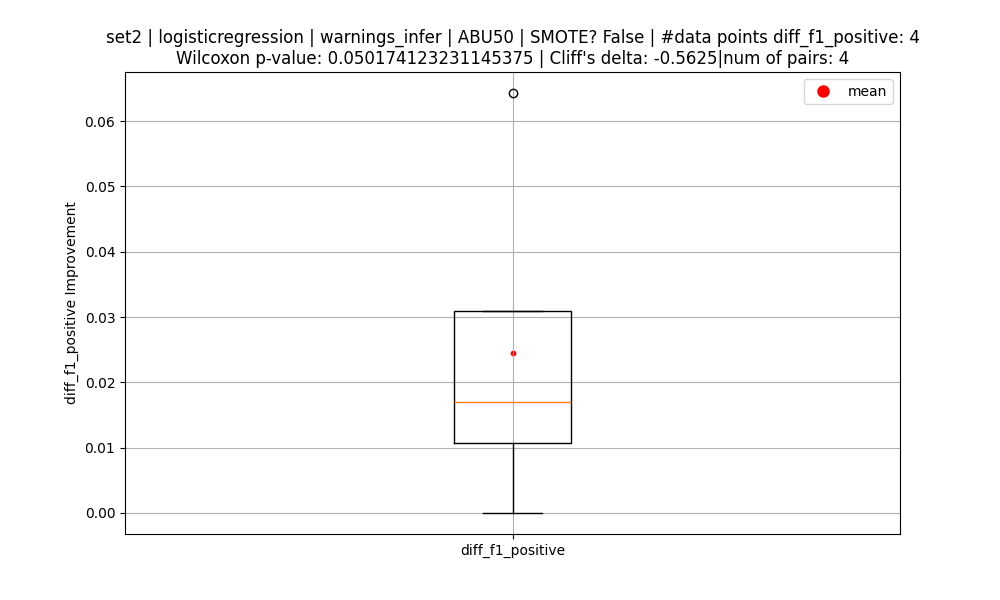 set2 | logisticregression | warnings_infer | ABU50 | SMOTE? False | #data points diff_f1_positive: 4
Wilcoxon p-value: 0.050174123231145375 | Cliff's delta: -0.5625|num of pairs: 4
mean
diff_f1_positive Improvement
0.06
0.05
0.04
0.03
0.02
0.01
0.00
diff_f1_positive